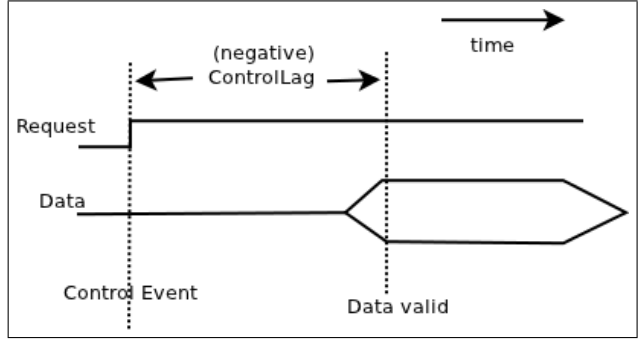 time
(negative)
ControlLag
Request
Data
Control Event
Data valid